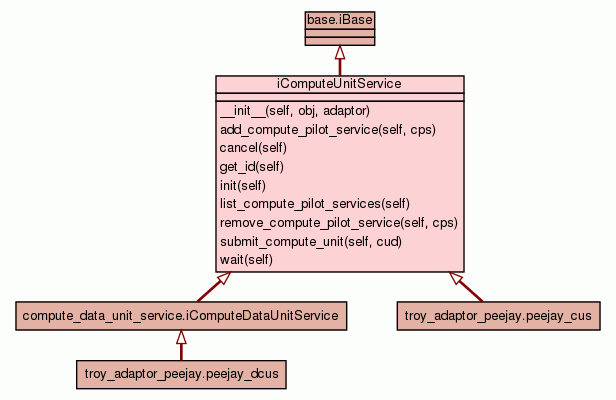 base.iBase
iComputeUnitService
__init__(self, obj, adaptor)
add_compute_pilot_service(self, cps)
cancel(self)
get_id(self)
init(self)
list_compute_pilot_services(self)
remove_compute_pilot_service(self, cps)
submit_compute_unit(self, cud)
wait(self)
compute_data_unit_service.iComputeDataUnitService
troy_adaptor_peejay.peejay_cus
troy_adaptor_peejay.peejay_dcus